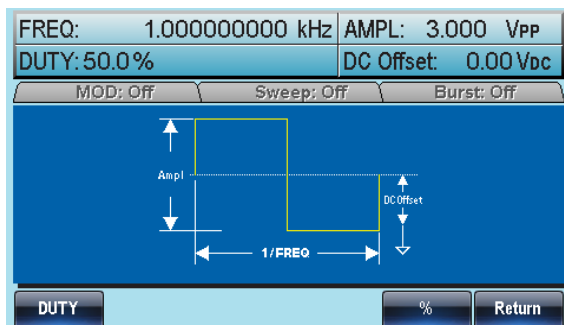 FREQ: 1.000000000 kHz AMPL: 3.000 VPP
DUTY: 50.0% DC Offset: 0.00 VDC
MOD: Off Sweep: Off Burst: Off
Ampl
DC Offset
1/FREQ
DUTY % Return